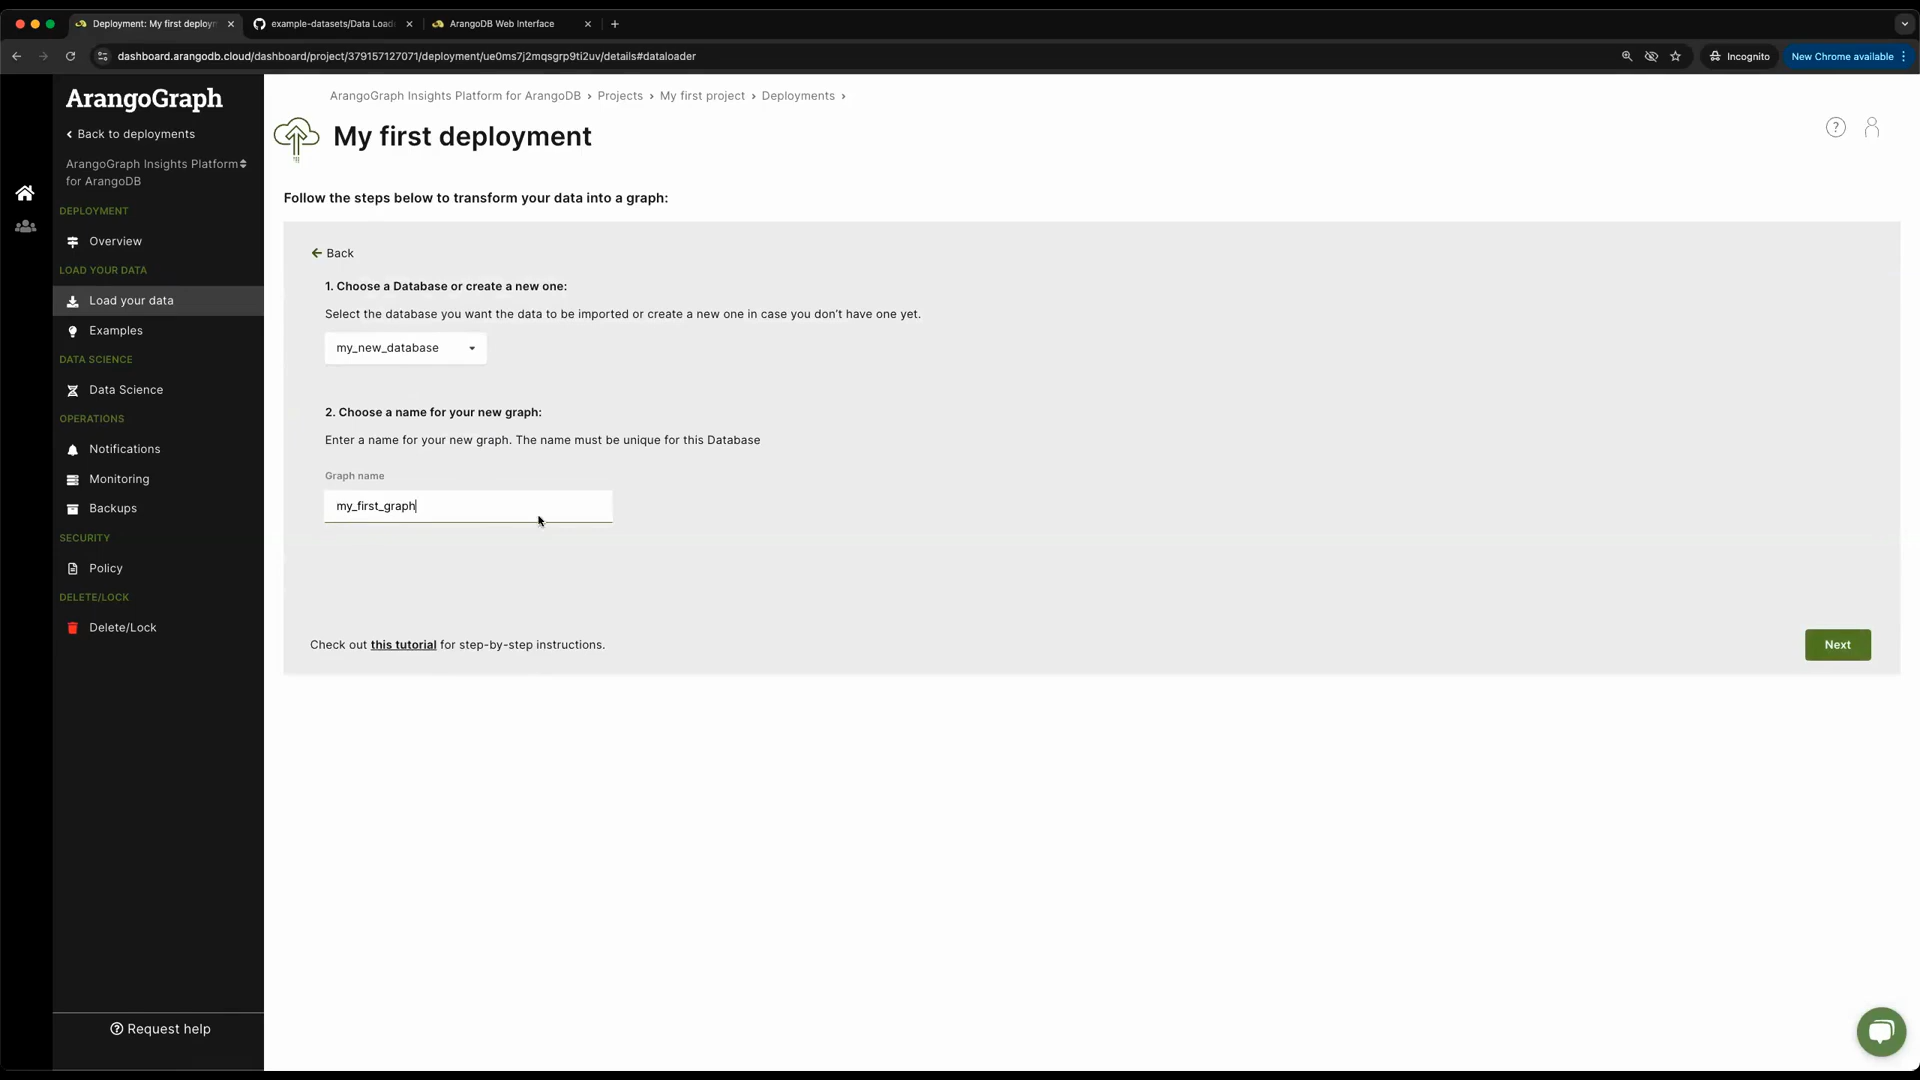 Deployment: My first deploym
example-datasets/Data Load
ArangoDB Web Interface
dashboard.arangodb.cloud/dashboard/project/379157127071/deployment/ue0ms7j2mqsgrp9ti2uv/details#dataloader
Incognito
New Chrome available
ArangoGraph
Back to deployments
ArangoGraph Insights Platform
for ArangoDB
DEPLOYMENT
Overview
LOAD YOUR DATA
Load your data
Examples
DATA SCIENCE
Data Science
OPERATIONS
Notifications
Monitoring
Backups
SECURITY
Policy
DELETE/LOCK
Delete/Lock
Request help
ArangoGraph Insights Platform for ArangoDB › Projects › My first project › Deployments ›
My first deployment
Follow the steps below to transform your data into a graph:
Back
1. Choose a Database or create a new one:
Select the database you want the data to be imported or create a new one in case you don’t have one yet.
my_new_database
2. Choose a name for your new graph:
Enter a name for your new graph. The name must be unique for this Database
Graph name
my_first_graph
Check out this tutorial for step-by-step instructions.
Next